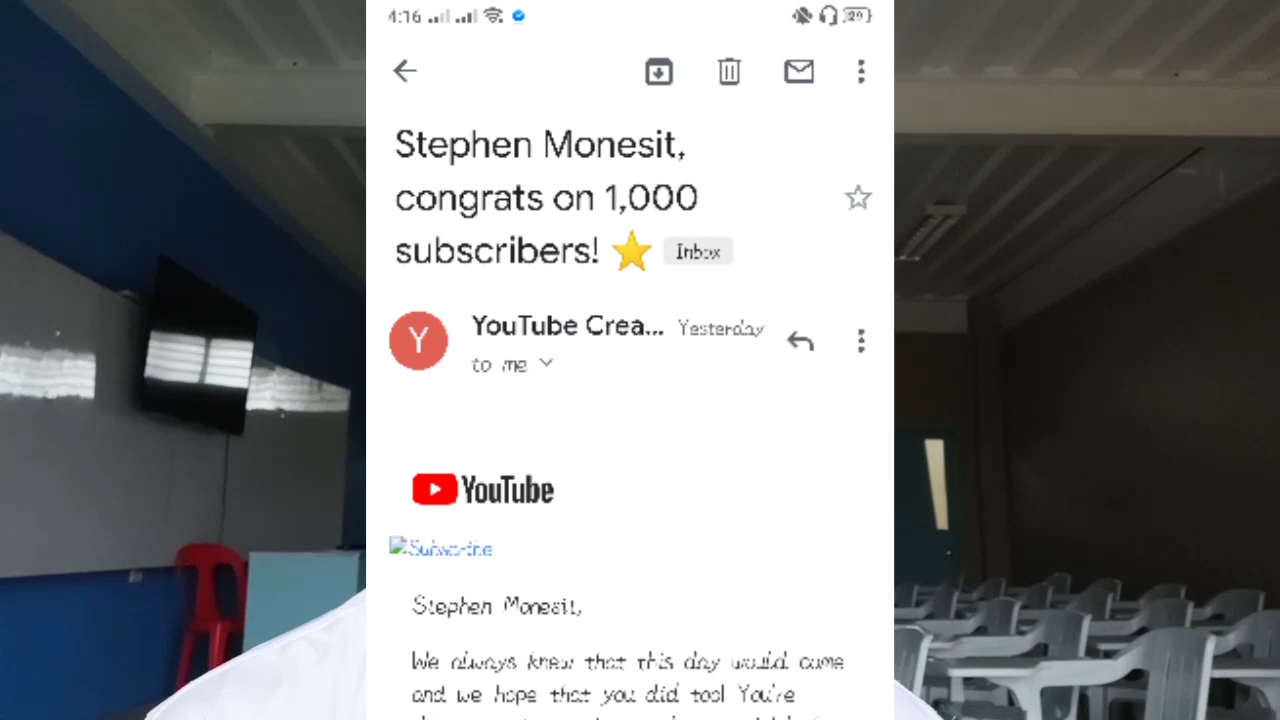 4:16
29
Stephen Monesit,
congrats on 1,000
subscribers! Inbox
Y
YouTube Crea... Yesterday
to me
YouTube
Subscribe
Stephen Monesit,
We always knew that this day would come
and we hope that you did too! You're